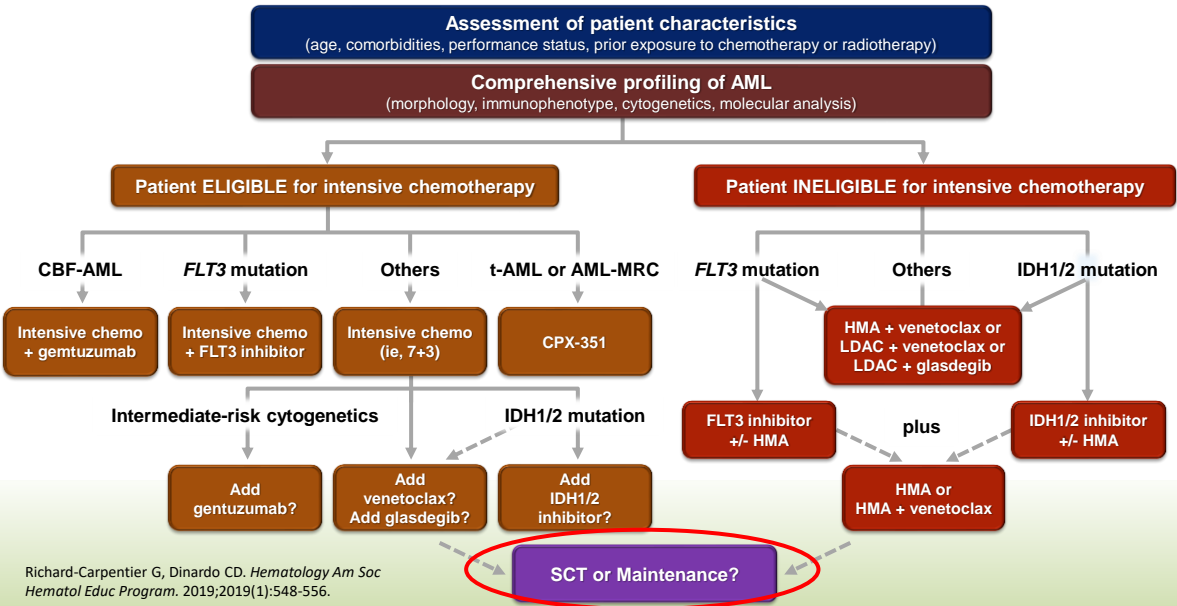 Assessment of patient characteristics
(age, comorbidities, performance status, prior exposure to chemotherapy or radiotherapy)
Comprehensive profiling of AML
(morphology, immunophenotype, cytogenetics, molecular analysis)
Patient ELIGIBLE for intensive chemotherapy
Patient INELIGIBLE for intensive chemotherapy
CBF-AML
FLT3 mutation
Others
t-AML or AML-MRC
FLT3 mutation
Others
IDH1/2 mutation
Intensive chemo
+ gemtuzumab
Intensive chemo
+ FLT3 inhibitor
Intensive chemo
(ie, 7+3)
CPX-351
HMA + venetoclax or
LDAC + venetoclax or
LDAC + glasdegib
Intermediate-risk cytogenetics
IDH1/2 mutation
FLT3 inhibitor
+/- HMA
plus
IDH1/2 inhibitor
+/- HMA
Add
gentuzumab?
Add
venetoclax?
Add glasdegib?
Add
IDH1/2
inhibitor?
HMA or
HMA + venetoclax
SCT or Maintenance?
Richard-Carpentier G, Dinardo CD. Hematology Am Soc
Hematol Educ Program. 2019;2019(1):548-556.